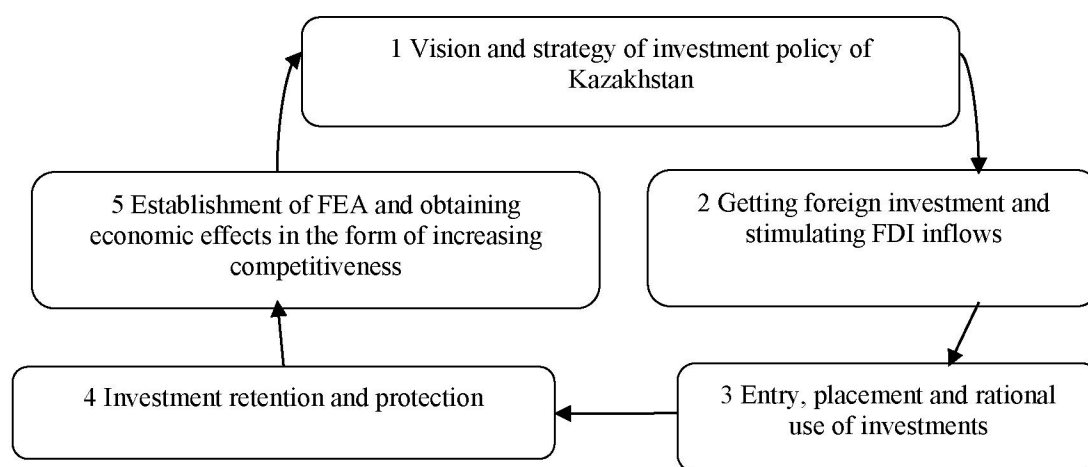 1 Vision and strategy of investment policy of
Kazakhstan
2 Getting foreign investment and
stimulating FDI inflows
3 Entry, placement and rational
use of investments
4 Investment retention and protection
5 Establishment of FEA and obtaining
economic effects in the form of increasing
competitiveness